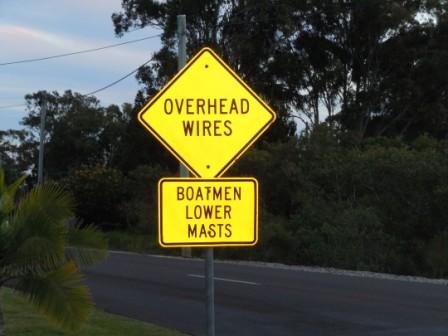 OVERHEAD
WIRES
BOATMEN
LOWER
MASTS